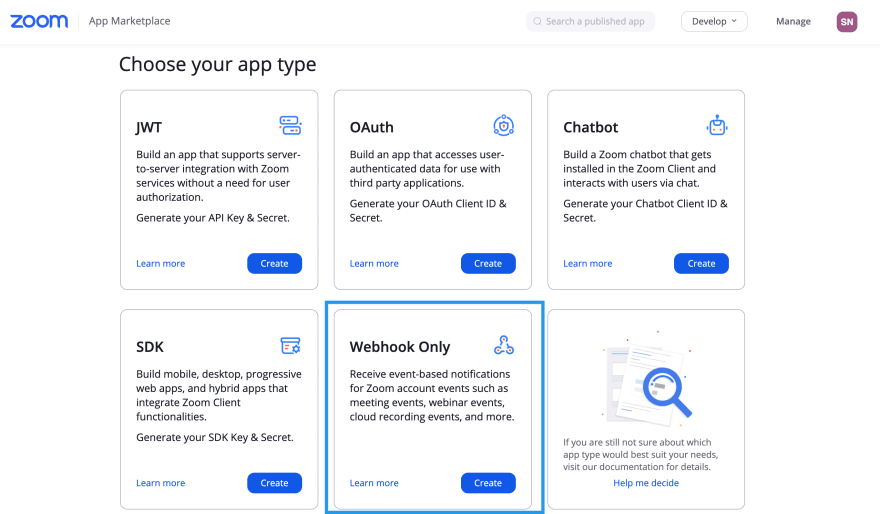 zoom App Marketplace Search a published app Develop Manage SN
Choose your app type
JWT
Build an app that supports server-
to-server integration with Zoom
services without a need for user
authorization.
Generate your API Key & Secret.
Learn more Create
OAuth
Build an app that accesses user-
authenticated data for use with
third party applications.
Generate your OAuth Client ID &
Secret.
Learn more Create
Chatbot
Build a Zoom chatbot that gets
installed in the Zoom Client and
interacts with users via chat.
Generate your Chatbot Client ID &
Secret.
Learn more Create
SDK
Build mobile, desktop, progressive
web apps, and hybrid apps that
integrate Zoom Client
functionalities.
Generate your SDK Key & Secret.
Learn more Create
Webhook Only
Receive event-based notifications
for Zoom account events such as
meeting events, webinar events,
cloud recording events, and more.
Learn more Create
If you are still not sure about which
app type would best suit your needs,
visit our documentation for details.
Help me decide